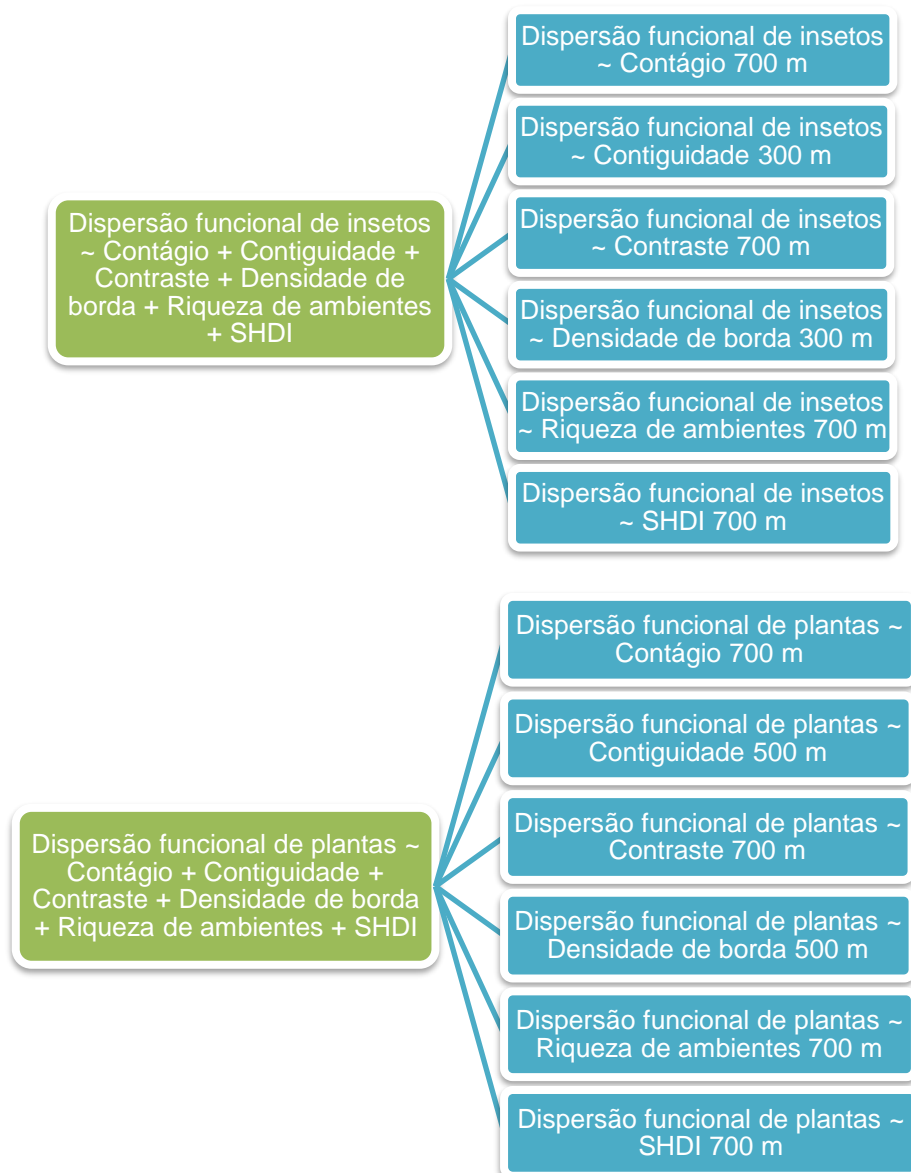 Dispersão funcional de insetos
~ Contágio + Contiguidade +
Contraste + Densidade de
borda + Riqueza de ambientes
+ SHDI
Dispersão funcional de insetos
~ Contágio 700 m
Dispersão funcional de insetos
~ Contiguidade 300 m
Dispersão funcional de insetos
~ Contraste 700 m
Dispersão funcional de insetos
~ Densidade de borda 300 m
Dispersão funcional de insetos
~ Riqueza de ambientes 700 m
Dispersão funcional de insetos
~ SHDI 700 m
Dispersão funcional de plantas ~
Contágio + Contiguidade +
Contraste + Densidade de borda
+ Riqueza de ambientes + SHDI
Dispersão funcional de plantas ~
Contágio 700 m
Dispersão funcional de plantas ~
Contiguidade 500 m
Dispersão funcional de plantas ~
Contraste 700 m
Dispersão funcional de plantas ~
Densidade de borda 500 m
Dispersão funcional de plantas ~
Riqueza de ambientes 700 m
Dispersão funcional de plantas ~
SHDI 700 m